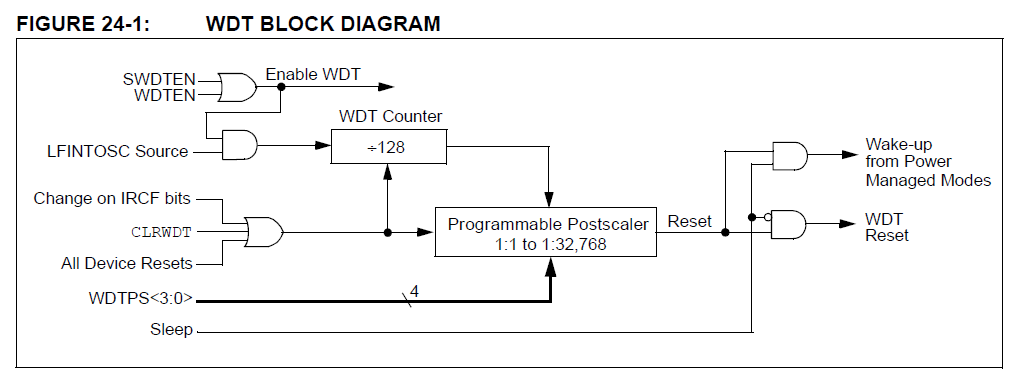 FIGURE 24-1: WDT BLOCK DIAGRAM
SWDTEN
WDTEN
Enable WDT
WDT Counter
LFINTOSC Source
÷128
Wake-up
from Power
Managed Modes
Change on IRCF bits
CLRWDT
All Device Resets
Programmable Postscaler
1:1 to 1:32,768
Reset
WDT
Reset
WDTPS<3:0>
4
Sleep